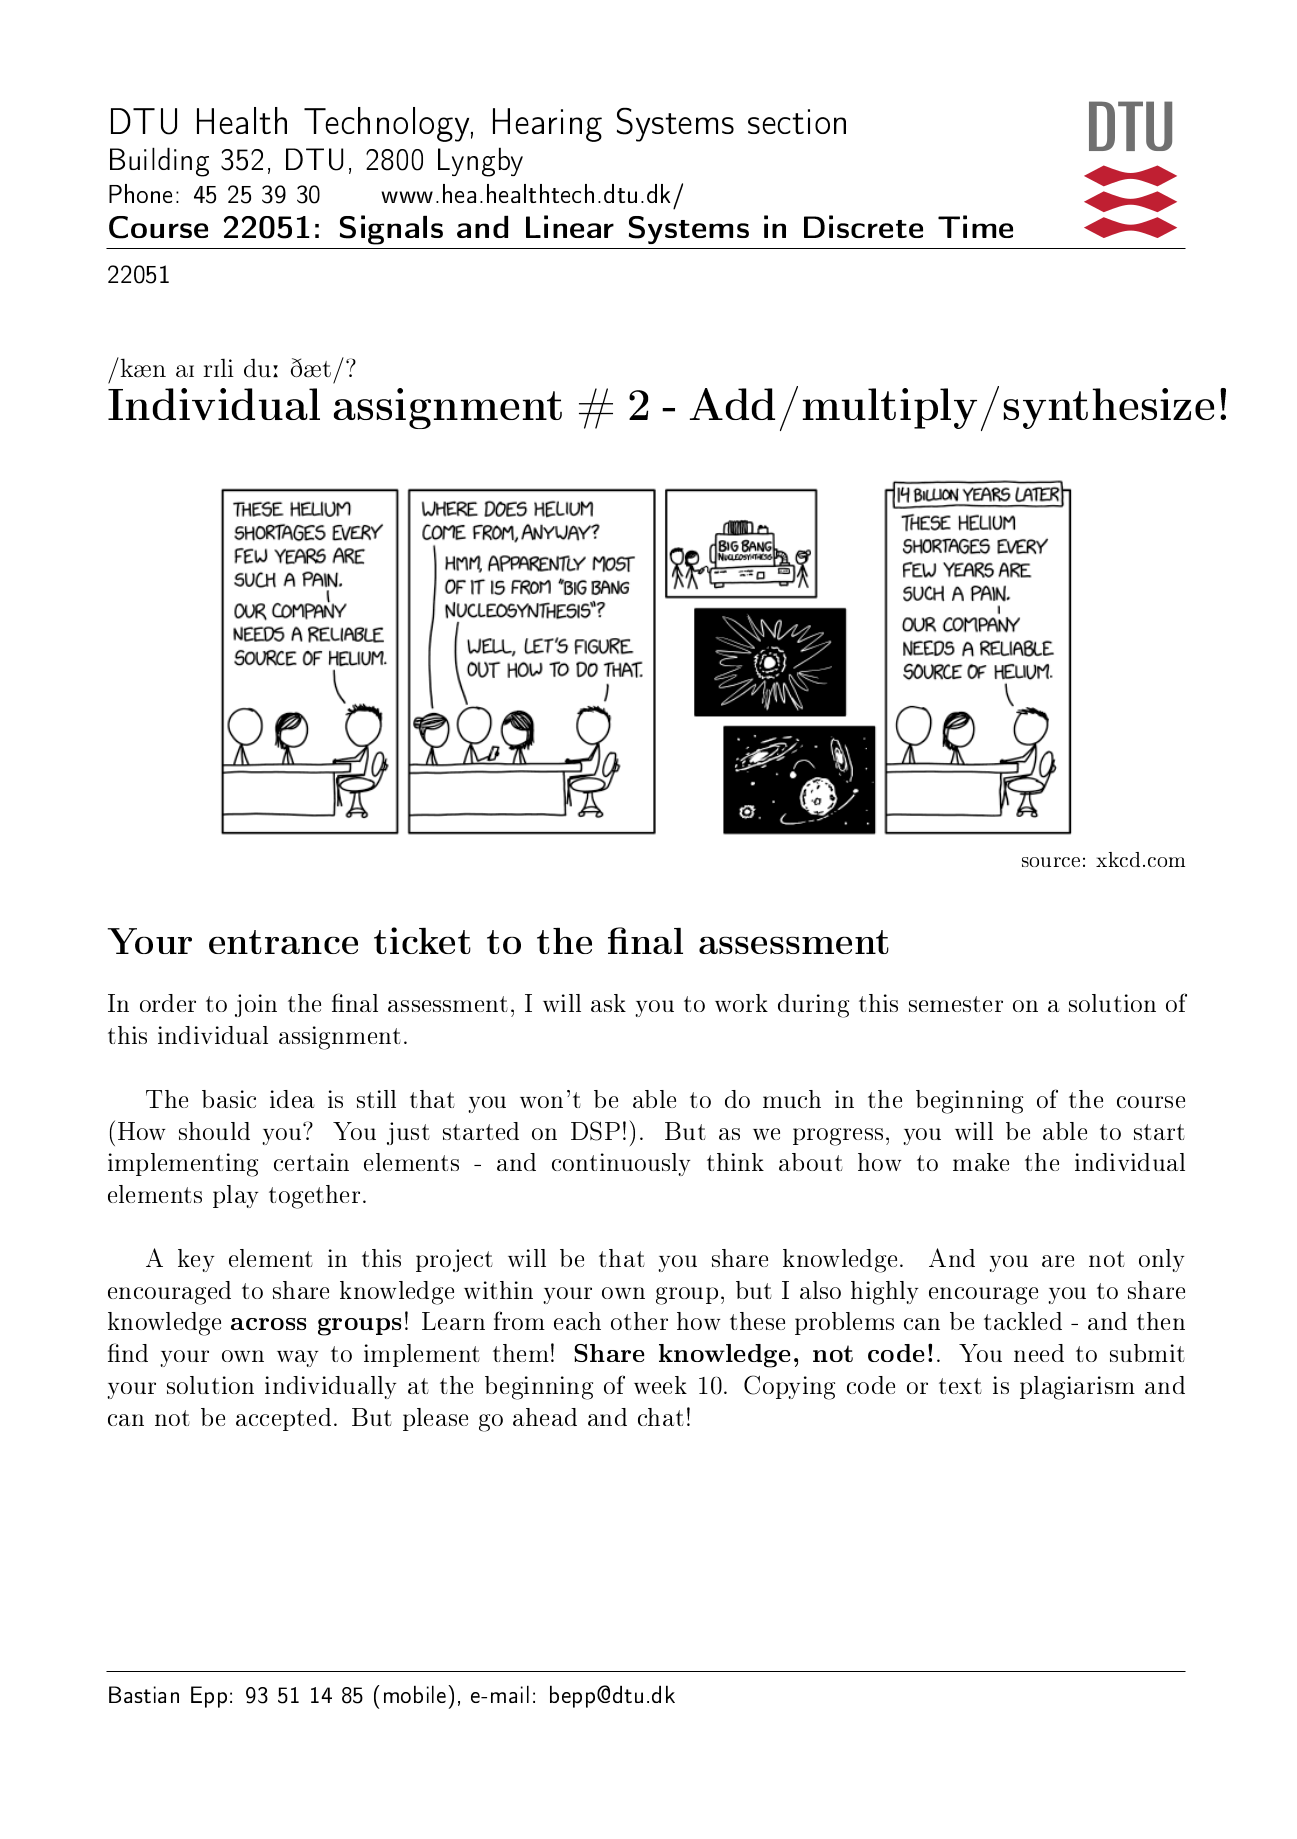 DTU Health Technology, Hearing Systems section
Building 352, DTU, 2800 Lyngby
Phone: 45 25 39 30 www.hea.healthtech.dtu.dk/
Course 22051: Signals and Linear Systems in Discrete Time
DTU
22051
/kæn aɪ rɪli duː ðæt/?
Individual assignment # 2 - Add/multiply/synthesize!
THESE HELIUM
SHORTAGES EVERY
FEW YEARS ARE
SUCH A PAIN.
OUR COMPANY
NEEDS A RELIABLE
SOURCE OF HELIUM.
WHERE DOES HELIUM
COME FROM, ANYWAY?
HMM, APPARENTLY MOST
OF IT IS FROM "BIG BANG
NUCLEOSYNTHESIS"?
WELL, LET'S FIGURE
OUT HOW TO DO THAT.
BIG BANG
NUCLEOSYNTHESIS
14 BILLION YEARS LATER
THESE HELIUM
SHORTAGES EVERY
FEW YEARS ARE
SUCH A PAIN.
OUR COMPANY
NEEDS A RELIABLE
SOURCE OF HELIUM.
source: xkcd.com
Your entrance ticket to the final assessment
In order to join the final assessment, I will ask you to work during this semester on a solution of
this individual assignment.
The basic idea is still that you won't be able to do much in the beginning of the course
(How should you? You just started on DSP!). But as we progress, you will be able to start
implementing certain elements - and continuously think about how to make the individual
elements play together.
A key element in this project will be that you share knowledge. And you are not only
encouraged to share knowledge within your own group, but I also highly encourage you to share
knowledge across groups! Learn from each other how these problems can be tackled - and then
find your own way to implement them! Share knowledge, not code!. You need to submit
your solution individually at the beginning of week 10. Copying code or text is plagiarism and
can not be accepted. But please go ahead and chat!
Bastian Epp: 93 51 14 85 (mobile), e-mail: bepp@dtu.dk